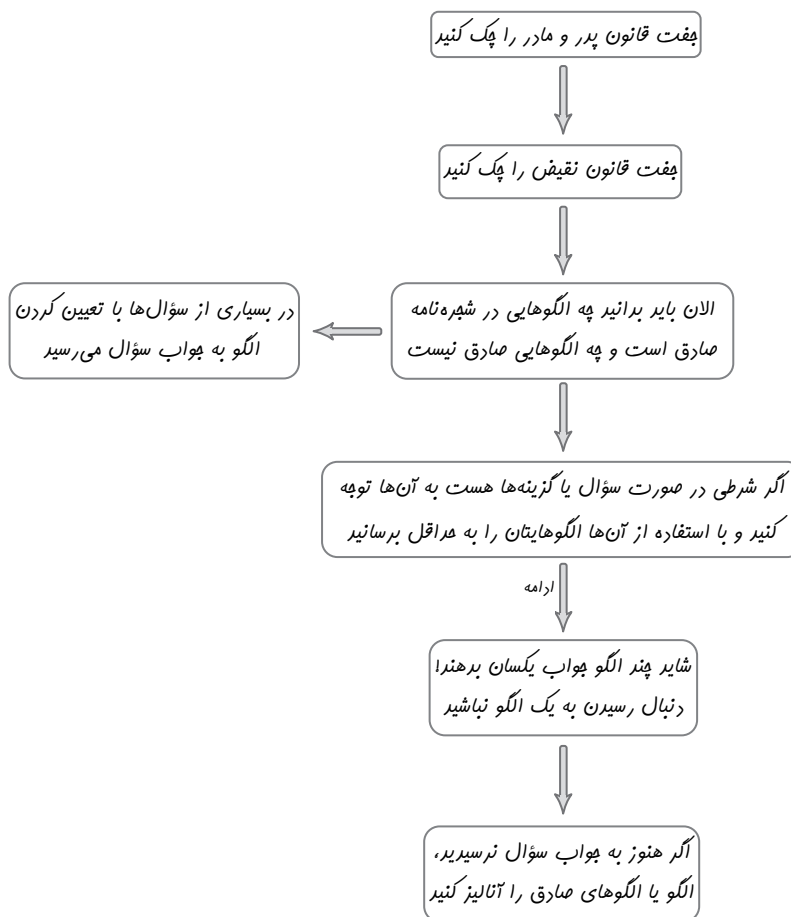 جفت قانون پدر و مادر را چک کنید
جفت قانون نقیض را چک کنید
الان باید بدانید چه الگوهایی در شجره‌نامه
صادق است و چه الگوهایی صادق نیست
در بسیاری از سؤال‌ها با تعیین کردن
الگو به جواب سؤال می‌رسید
اگر شرطی در صورت سؤال یا گزینه‌ها هست به آن‌ها توجه
کنید و با استفاده از آن‌ها الگوهایتان را به حداقل برسانید
ادامه
شاید چند الگو جواب یکسان بدهند!
دنبال رسیدن به یک الگو نباشید
اگر هنوز به جواب سؤال نرسیدید،
الگو یا الگوهای صادق را آنالیز کنید